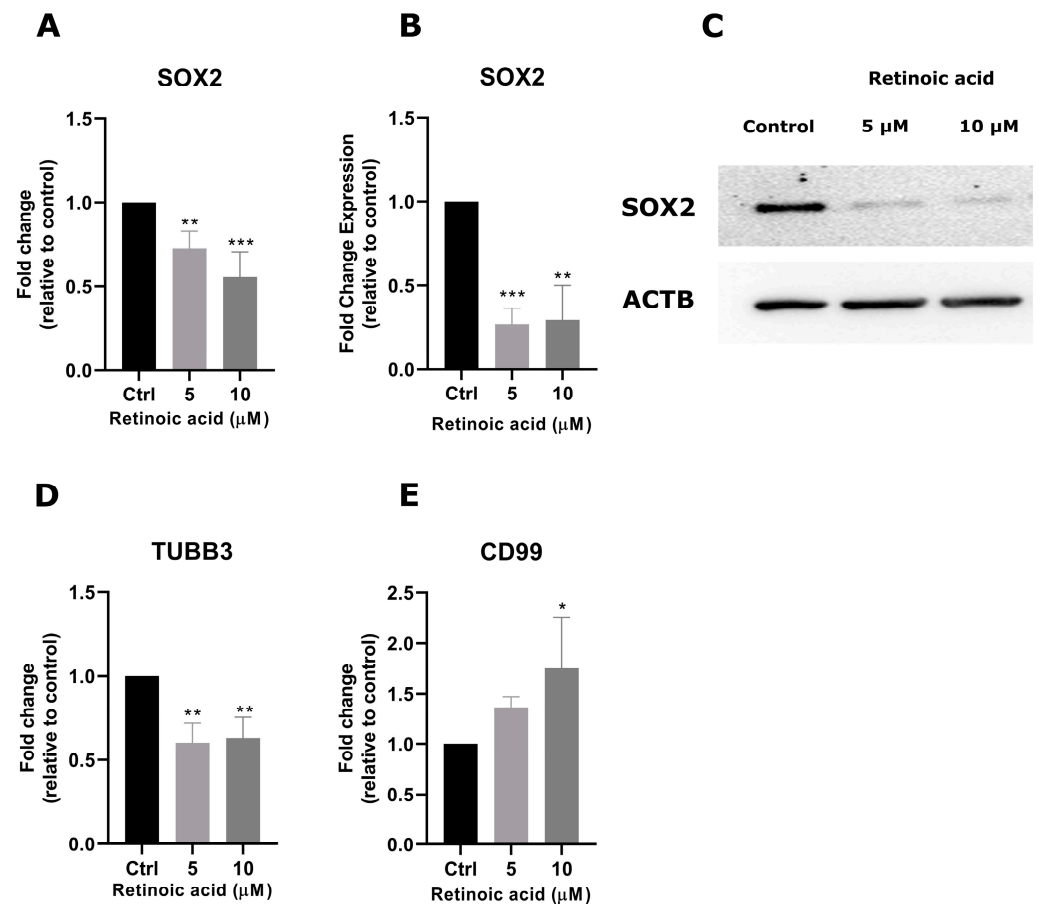 A
SOX2
Fold change
(relative to control)
1.5
1.0
0.5
0.0
**
***
Ctrl 5 10
Retinoic acid (μM)
B
SOX2
Fold Change Expression
(relative to control)
1.5
1.0
0.5
0.0
***
**
Ctrl 5 10
Retinoic acid (μM)
C
Retinoic acid
Control 5 μM 10 μM
SOX2
ACTB
D
TUBB3
Fold change
(relative to control)
1.5
1.0
0.5
0.0
** **
Ctrl 5 10
Retinoic acid (μM)
E
CD99
Fold change
(relative to control)
2.5
2.0
1.5
1.0
0.5
0.0
*
Ctrl 5 10
Retinoic acid (μM)